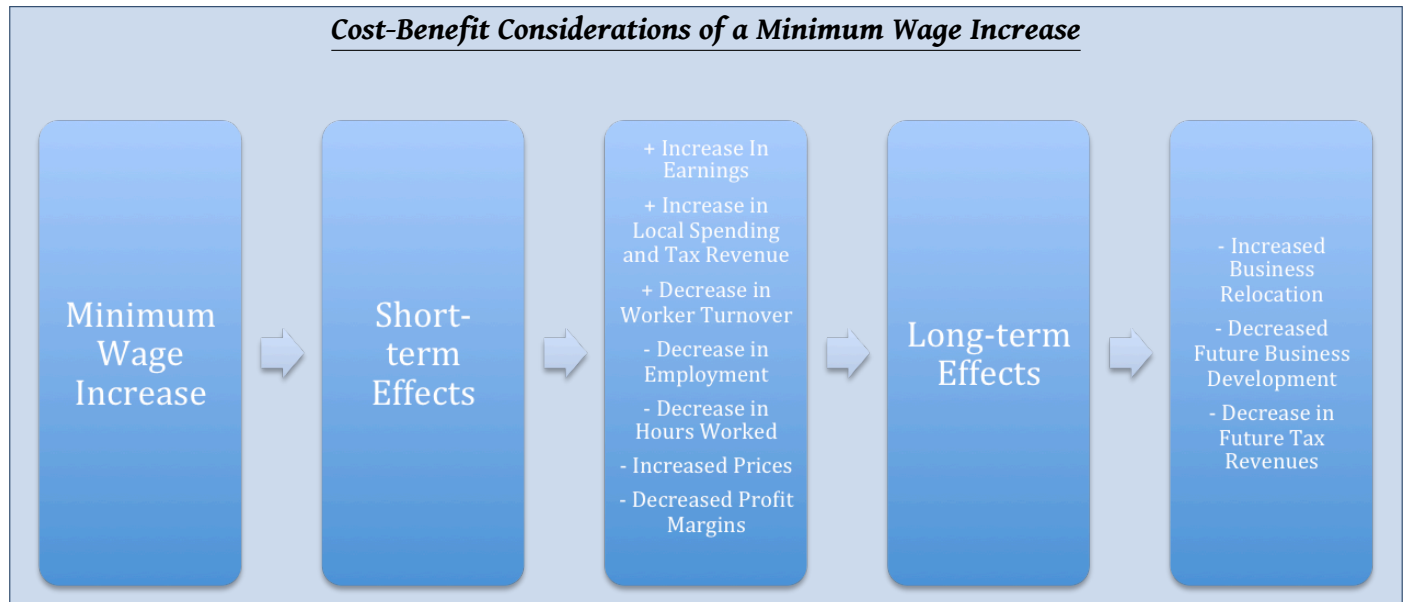 Cost-Benefit Considerations of a Minimum Wage Increase
Minimum
Wage
Increase
Short-
term
Effects
+ Increase In
Earnings
+ Increase in
Local Spending
and Tax Revenue
+ Decrease in
Worker Turnover
- Decrease in
Employment
- Decrease in
Hours Worked
- Increased Prices
- Decreased Profit
Margins
Long-term
Effects
- Increased
Business
Relocation
- Decreased
Future Business
Development
- Decrease in
Future Tax
Revenues